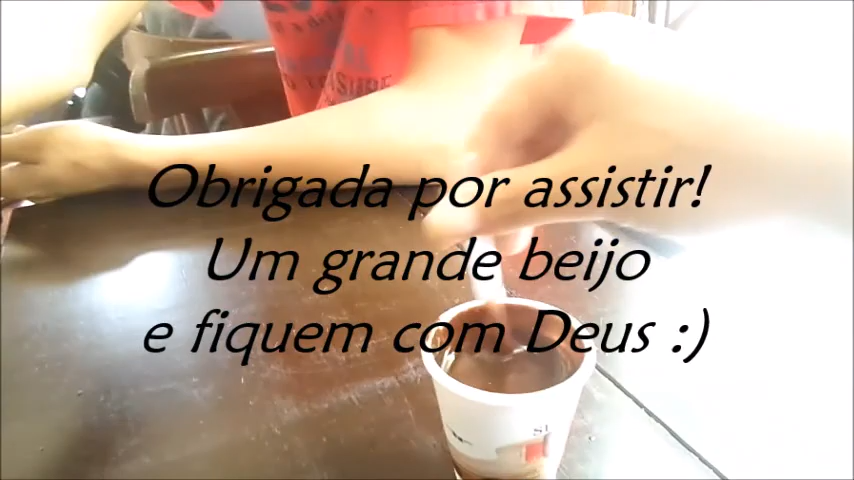 Obrigada por assistir!
Um grande beijo
e fiquem com Deus :)